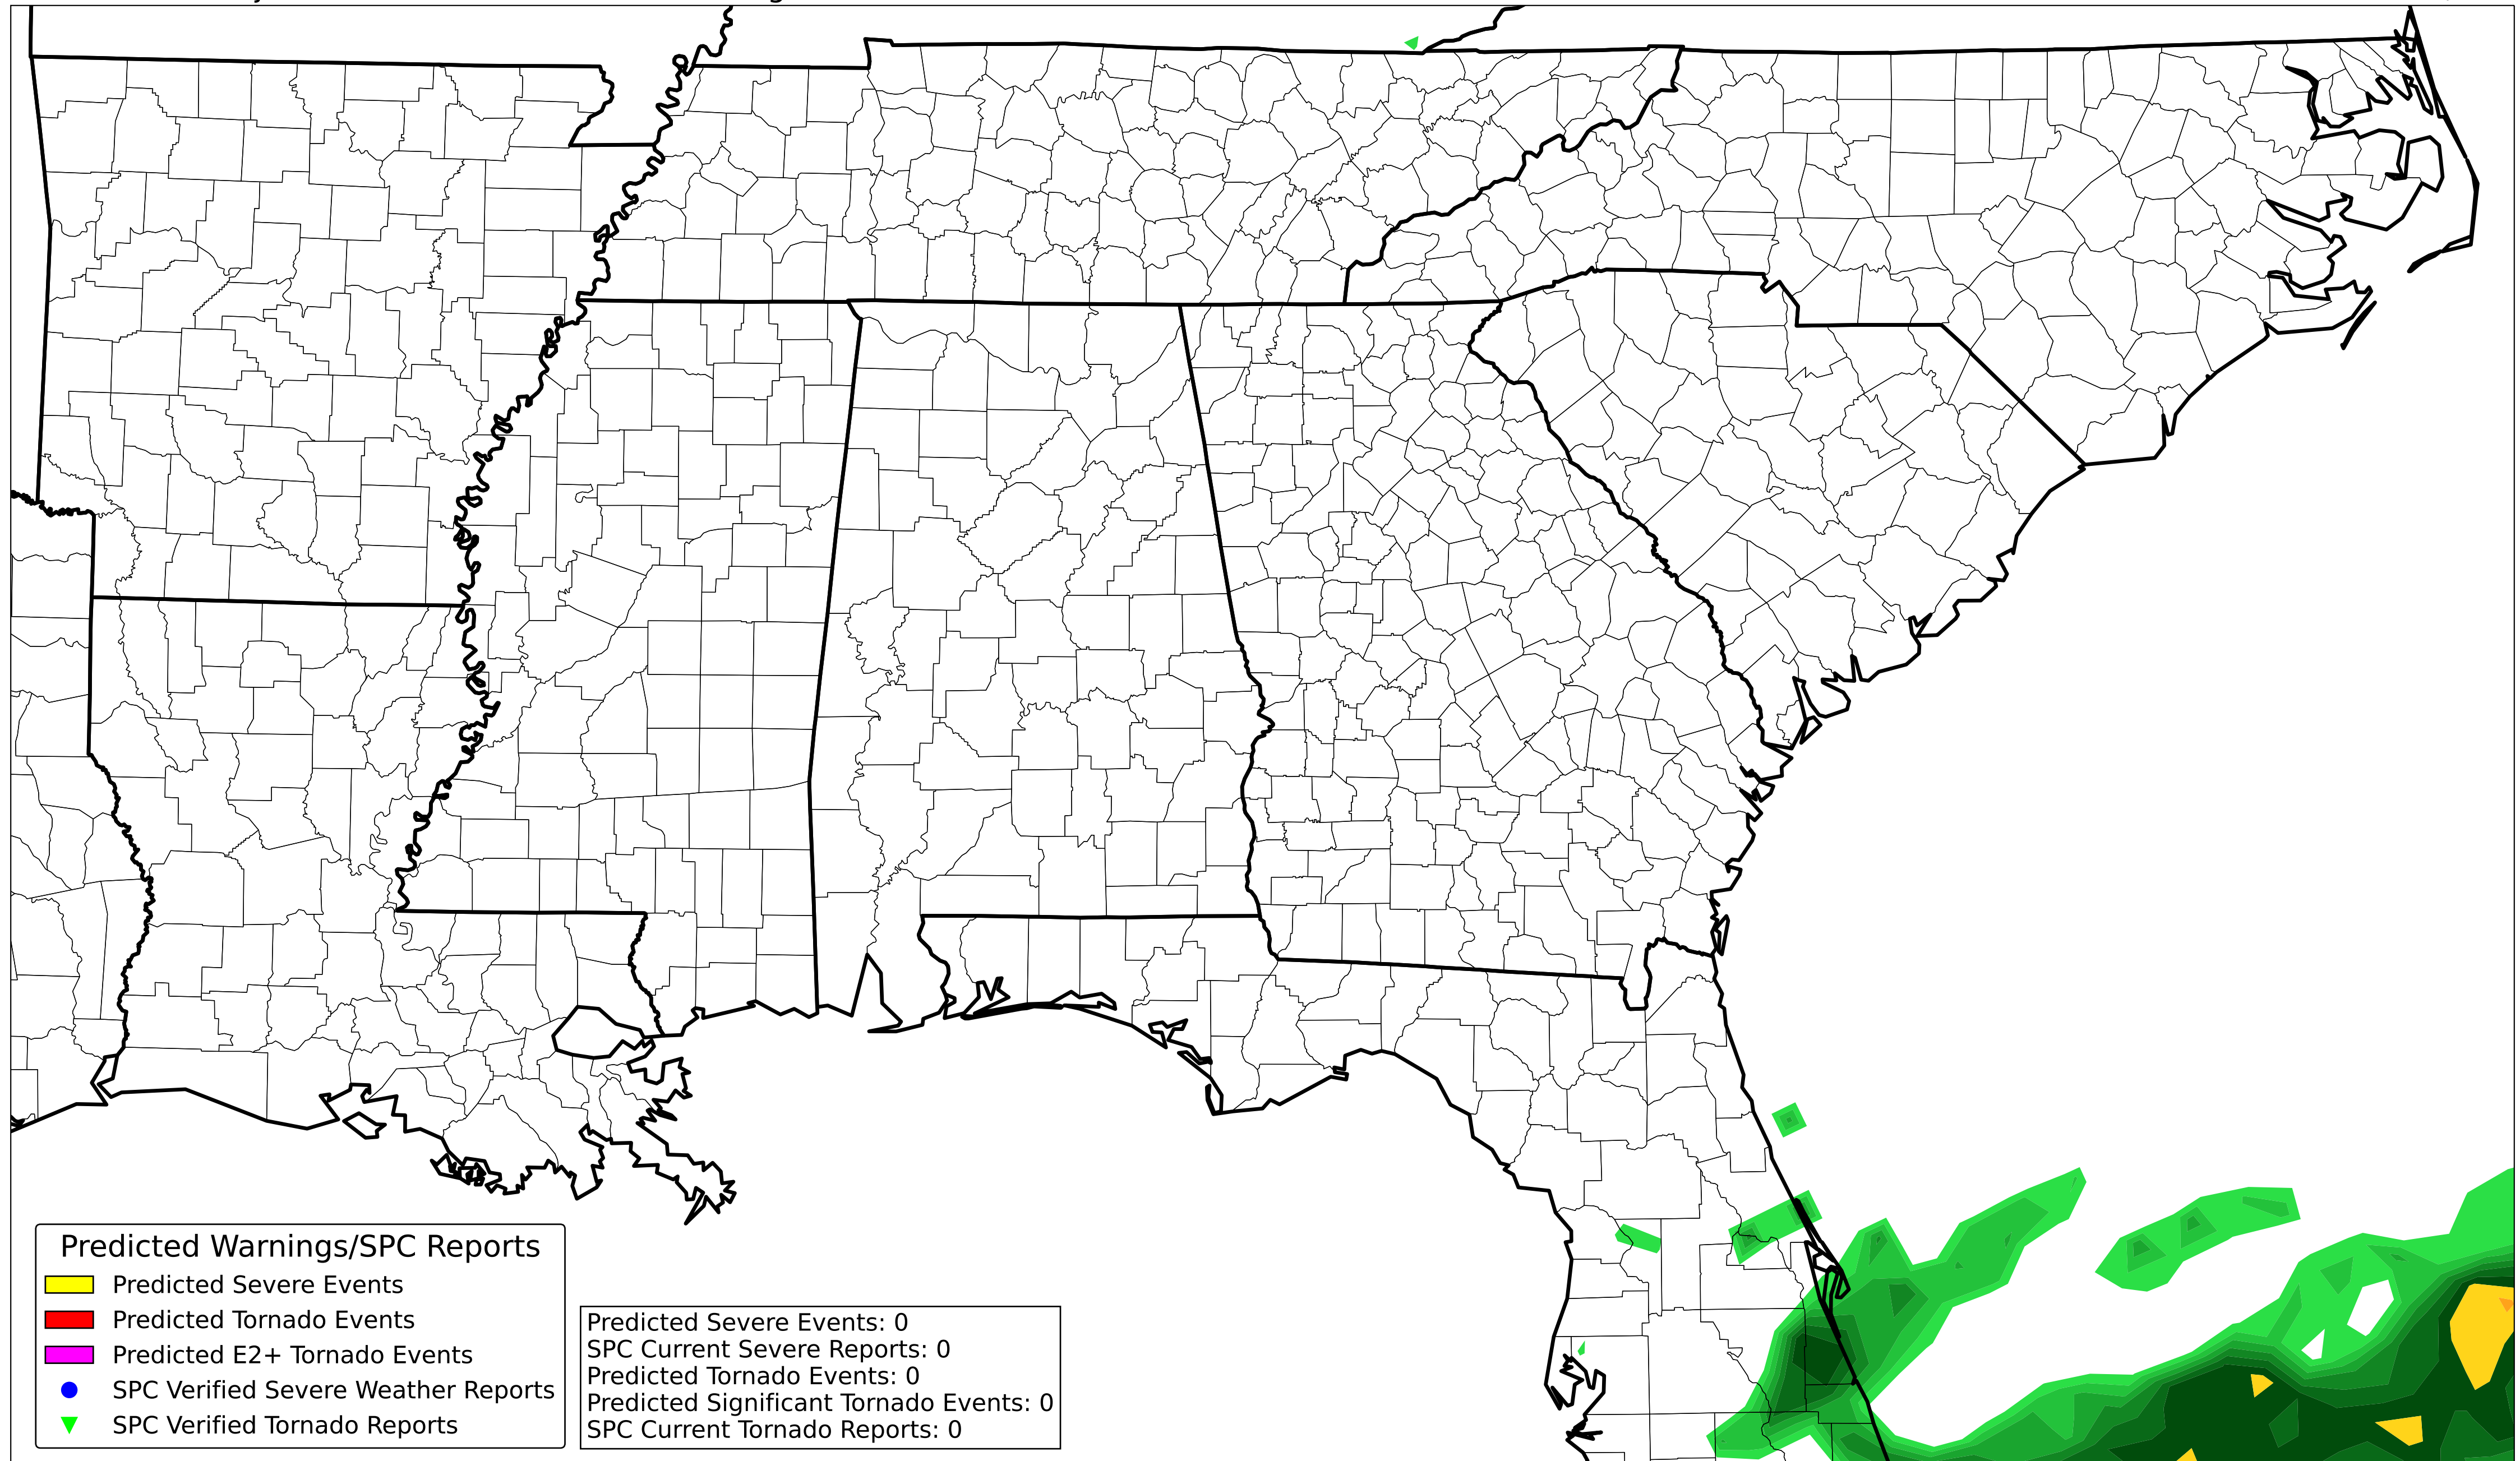 Predicted Warnings/SPC Reports
Predicted Severe Events
Predicted Tornado Events
Predicted E2+ Tornado Events
SPC Verified Severe Weather Reports
SPC Verified Tornado Reports
Predicted Severe Events: 0
SPC Current Severe Reports: 0
Predicted Tornado Events: 0
Predicted Significant Tornado Events: 0
SPC Current Tornado Reports: 0